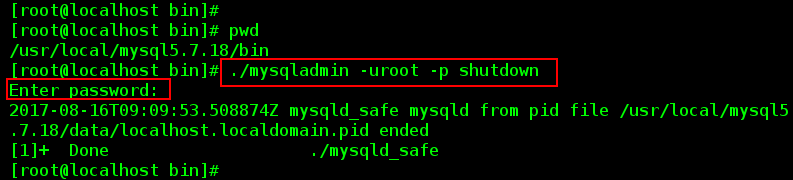 [root@localhost bin]#
[root@localhost bin]# pwd
/usr/local/mysql5.7.18/bin
[root@localhost bin]# ./mysqladmin -uroot -p shutdown
Enter password:
2017-08-16T09:09:53.508874Z mysqld_safe mysqld from pid file /usr/local/mysql5
.7.18/data/localhost.localdomain.pid ended
[1]+  Done                    ./mysqld_safe
[root@localhost bin]#